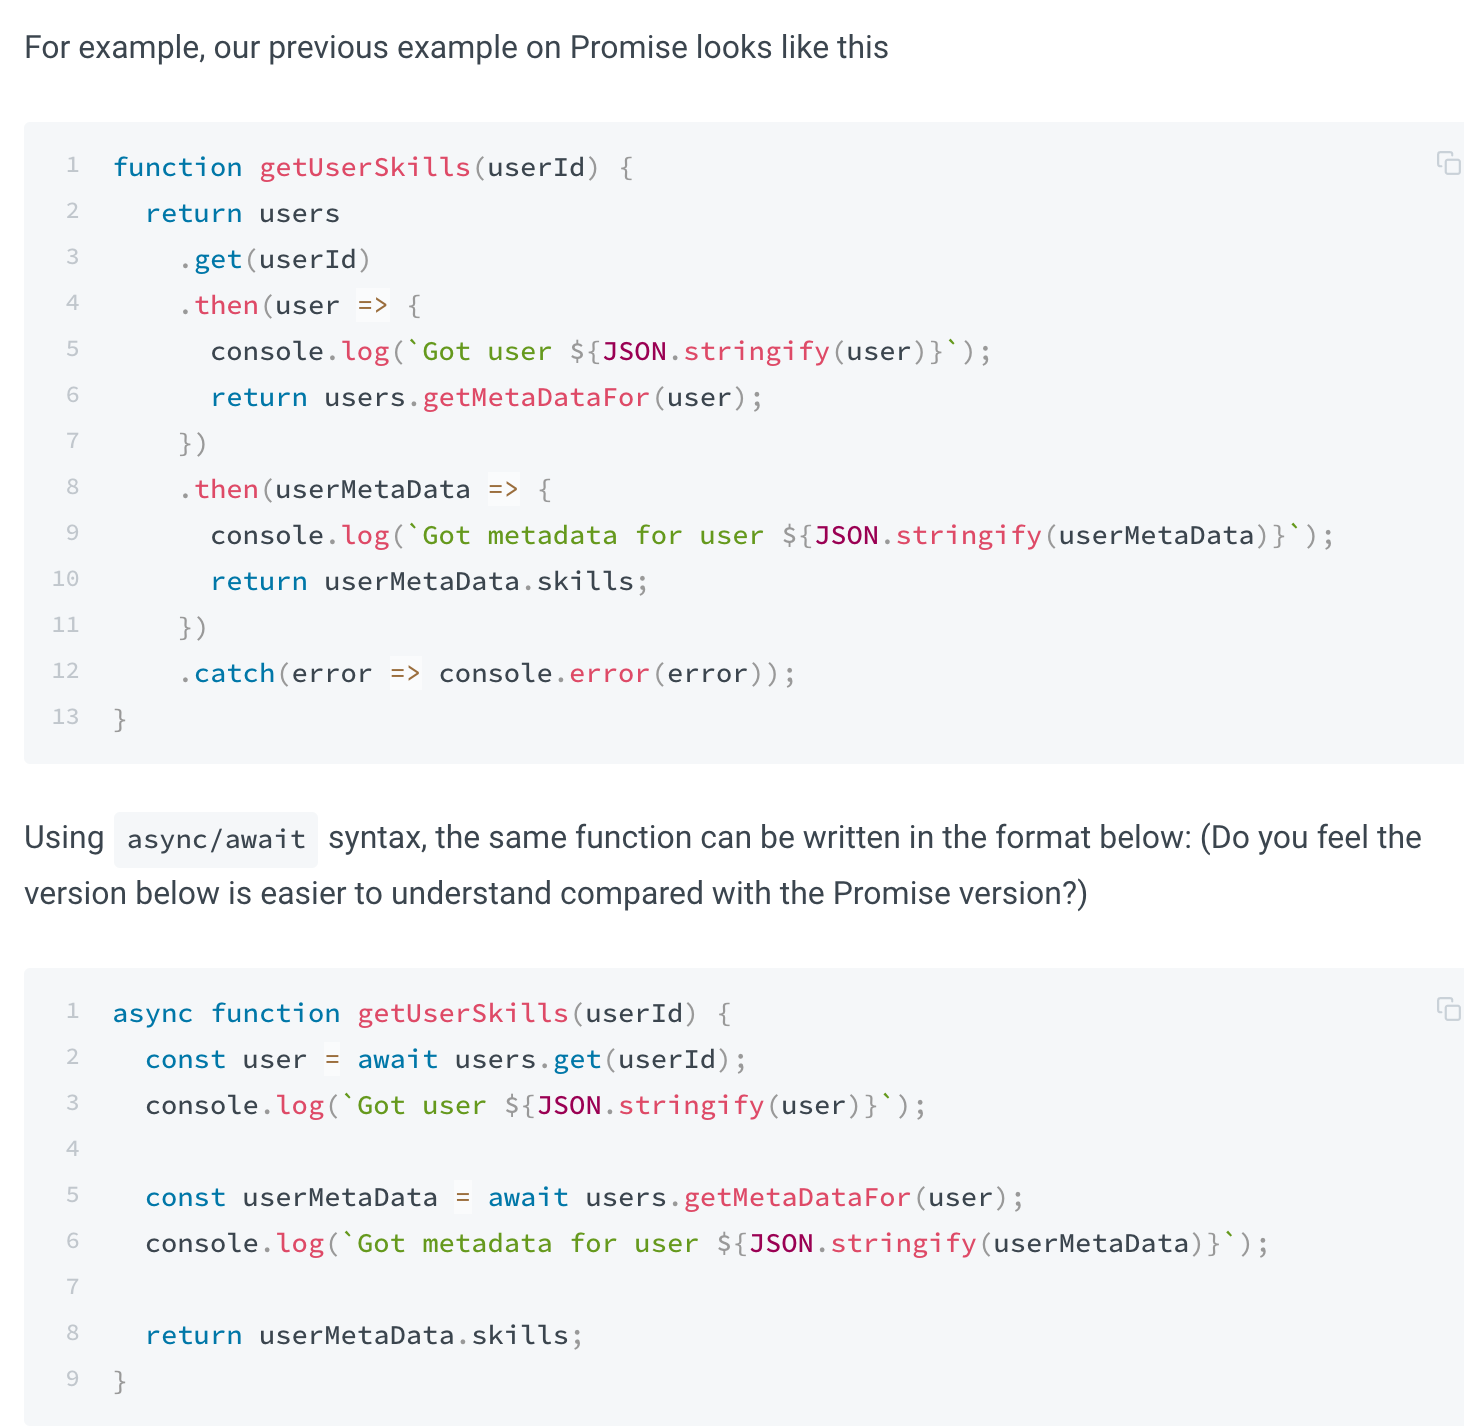 For example, our previous example on Promise looks like this
1 function getUserSkills(userId) {
2   return users
3     .get(userId)
4     .then(user => {
5       console.log(`Got user ${JSON.stringify(user)}`);
6       return users.getMetaDataFor(user);
7     })
8     .then(userMetaData => {
9       console.log(`Got metadata for user ${JSON.stringify(userMetaData)}`);
10       return userMetaData.skills;
11     })
12     .catch(error => console.error(error));
13 }
Using async/await syntax, the same function can be written in the format below: (Do you feel the
version below is easier to understand compared with the Promise version?)
1 async function getUserSkills(userId) {
2   const user = await users.get(userId);
3   console.log(`Got user ${JSON.stringify(user)}`);
4
5   const userMetaData = await users.getMetaDataFor(user);
6   console.log(`Got metadata for user ${JSON.stringify(userMetaData)}`);
7
8   return userMetaData.skills;
9 }